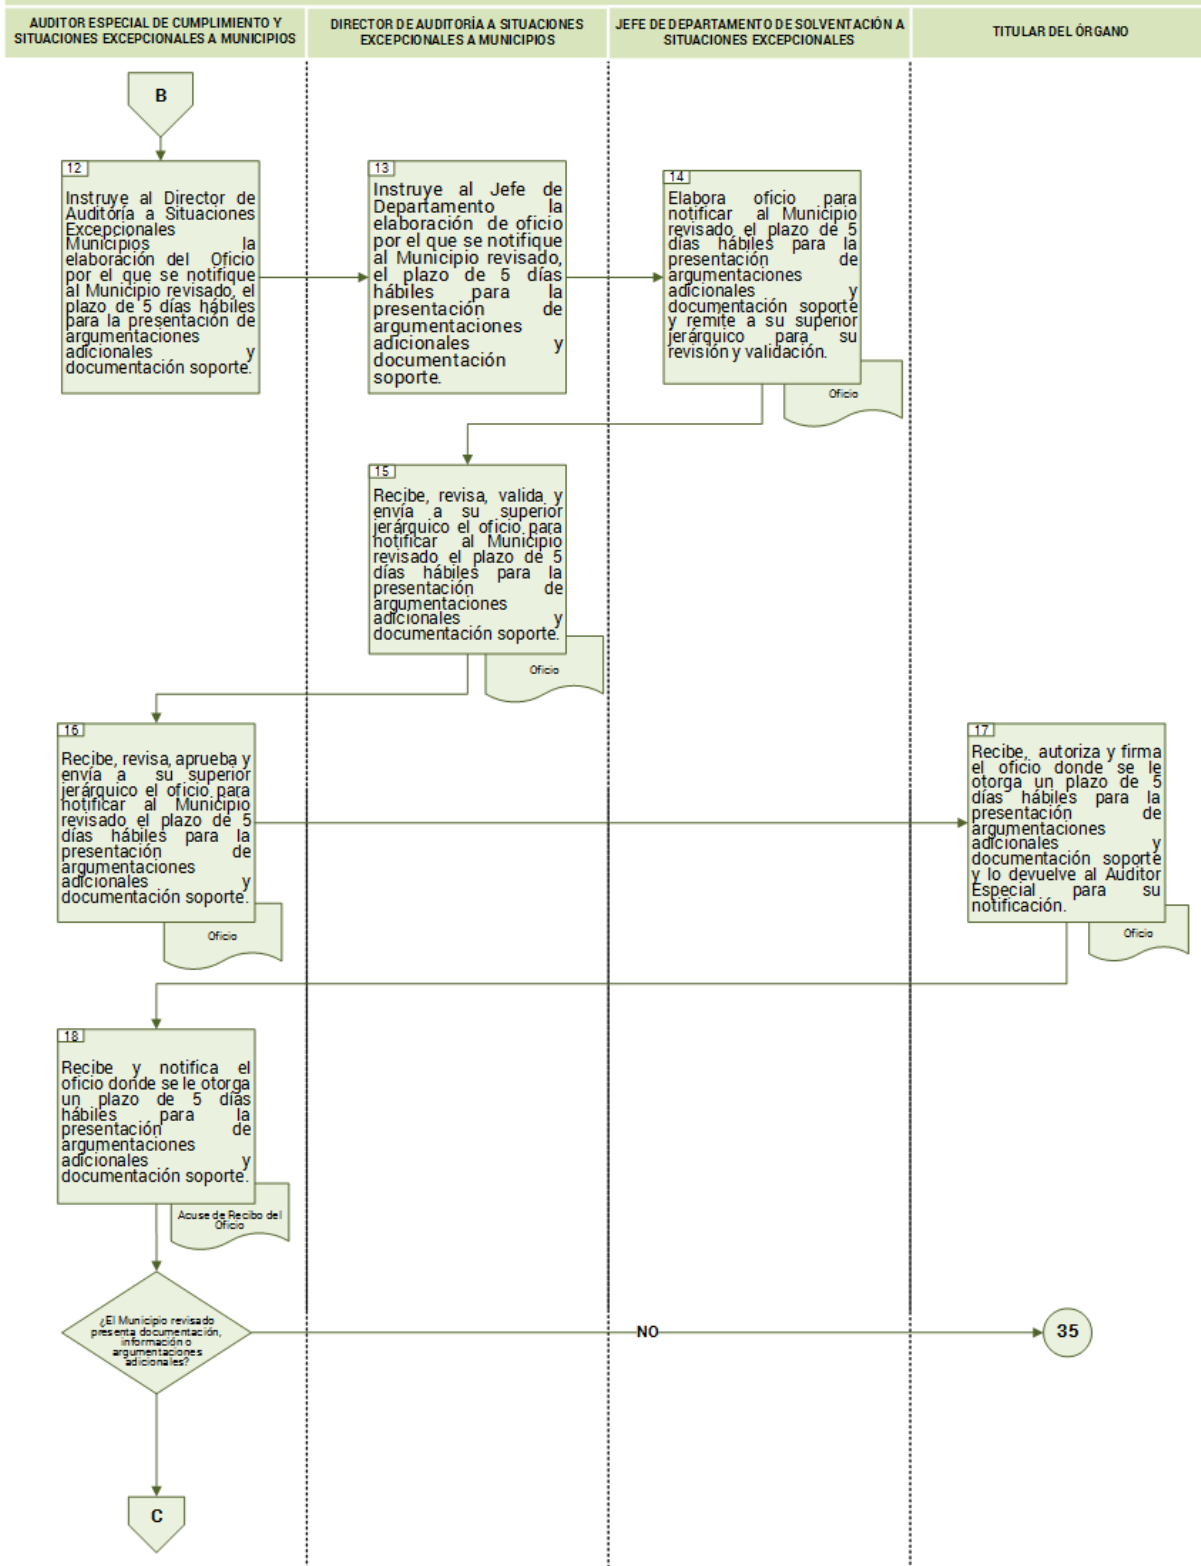 AUDITOR ESPECIAL DE CUMPLIMIENTO Y
SITUACIONES EXCEPCIONALES A MUNICIPIOS
DIRECTOR DE AUDITORÍA A SITUACIONES
EXCEPCIONALES A MUNICIPIOS
JEFE DE DEPARTAMENTO DE SOLVENTACIÓN A
SITUACIONES EXCEPCIONALES
TITULAR DEL ÓRGANO
B
12
Instruye al Director de
Auditoría a Situaciones
Excepcionales
Municipios la
elaboración del Oficio
por el que se notifique
al Municipio revisado, el
plazo de 5 días hábiles
para la presentación de
argumentaciones
adicionales y
documentación soporte.
13
Instruye al Jefe de
Departamento la
elaboración de oficio
por el que se notifique
al Municipio revisado,
el plazo de 5 días
hábiles para la
presentación de
argumentaciones
adicionales y
documentación
soporte.
14
Elabora oficio para
notificar al Municipio
revisado el plazo de 5
días hábiles para la
presentación de
argumentaciones
adicionales y
documentación soporte
y remite a su superior
jerárquico para su
revisión y validación.
Oficio
15
Recibe, revisa, valida y
envía a su superior
jerárquico el oficio para
notificar al Municipio
revisado el plazo de 5
días hábiles para la
presentación de
argumentaciones
adicionales y
documentación soporte.
Oficio
16
Recibe, revisa, aprueba y
envía a su superior
jerárquico el oficio para
notificar al Municipio
revisado el plazo de 5
días hábiles para la
presentación de
argumentaciones
adicionales y
documentación soporte.
Oficio
17
Recibe, autoriza y firma
el oficio donde se le
otorga un plazo de 5
días hábiles para la
presentación de
argumentaciones
adicionales y
documentación soporte
y lo devuelve al Auditor
Especial para su
notificación.
Oficio
18
Recibe y notifica el
oficio donde se le otorga
un plazo de 5 días
hábiles para la
presentación de
argumentaciones
adicionales y
documentación soporte.
Acuse de Recibo del
Oficio
¿El Municipio revisado
presenta documentación,
información o
argumentaciones
adicionales?
NO
35
C